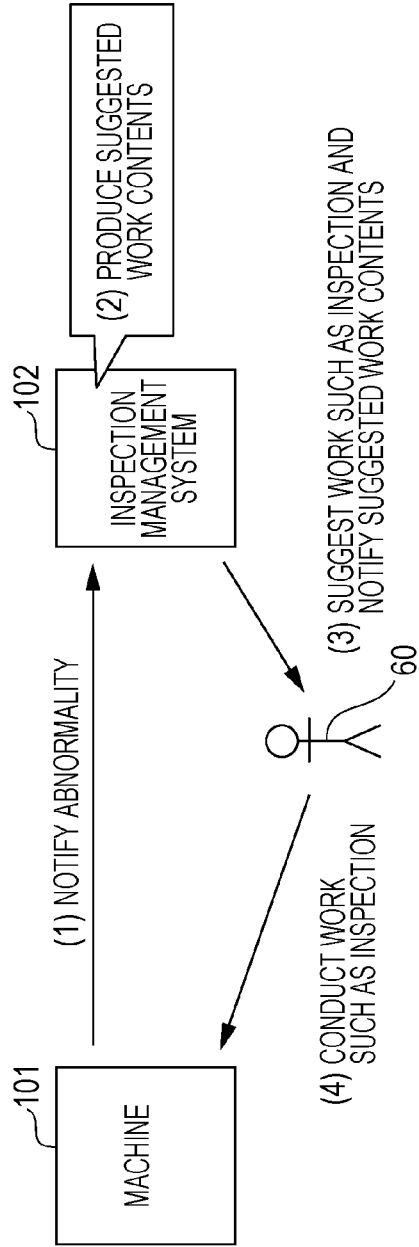 101
MACHINE
(1) NOTIFY ABNORMALITY
102
INSPECTION
MANAGEMENT
SYSTEM
(2) PRODUCE SUGGESTED
WORK CONTENTS
(3) SUGGEST WORK SUCH AS INSPECTION AND
NOTIFY SUGGESTED WORK CONTENTS
60
(4) CONDUCT WORK
SUCH AS INSPECTION